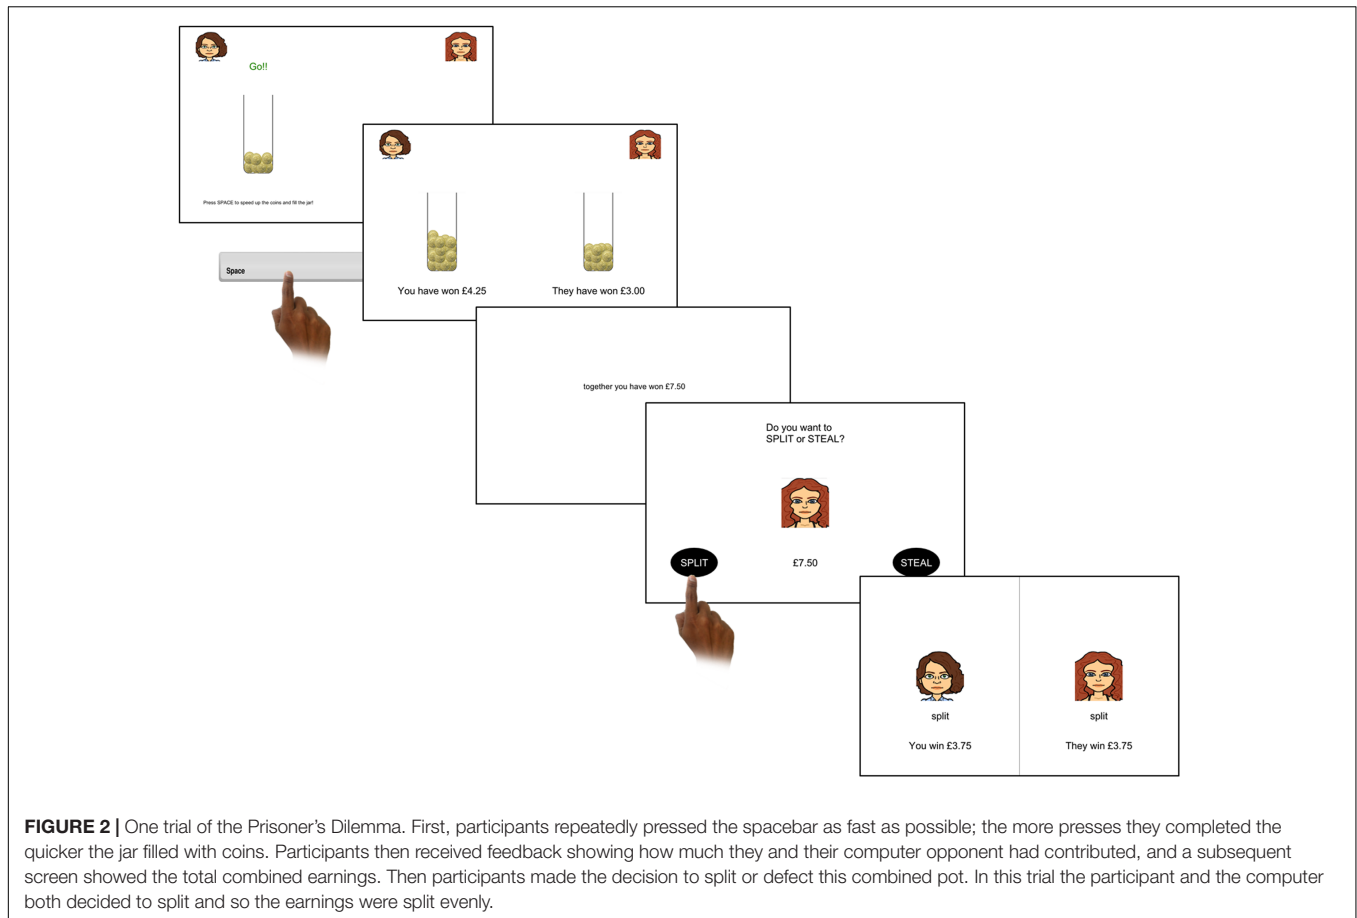 Go!!
Press SPACE to speed up the coins and fill the jar!
Space
You have won £4.25
They have won £3.00
together you have won £7.50
Do you want to
SPLIT or STEAL?
SPLIT
£7.50
STEAL
split
split
You win £3.75
They win £3.75
FIGURE 2 | One trial of the Prisoner's Dilemma. First, participants repeatedly pressed the spacebar as fast as possible; the more presses they completed the
quicker the jar filled with coins. Participants then received feedback showing how much they and their computer opponent had contributed, and a subsequent
screen showed the total combined earnings. Then participants made the decision to split or defect this combined pot. In this trial the participant and the computer
both decided to split and so the earnings were split evenly.